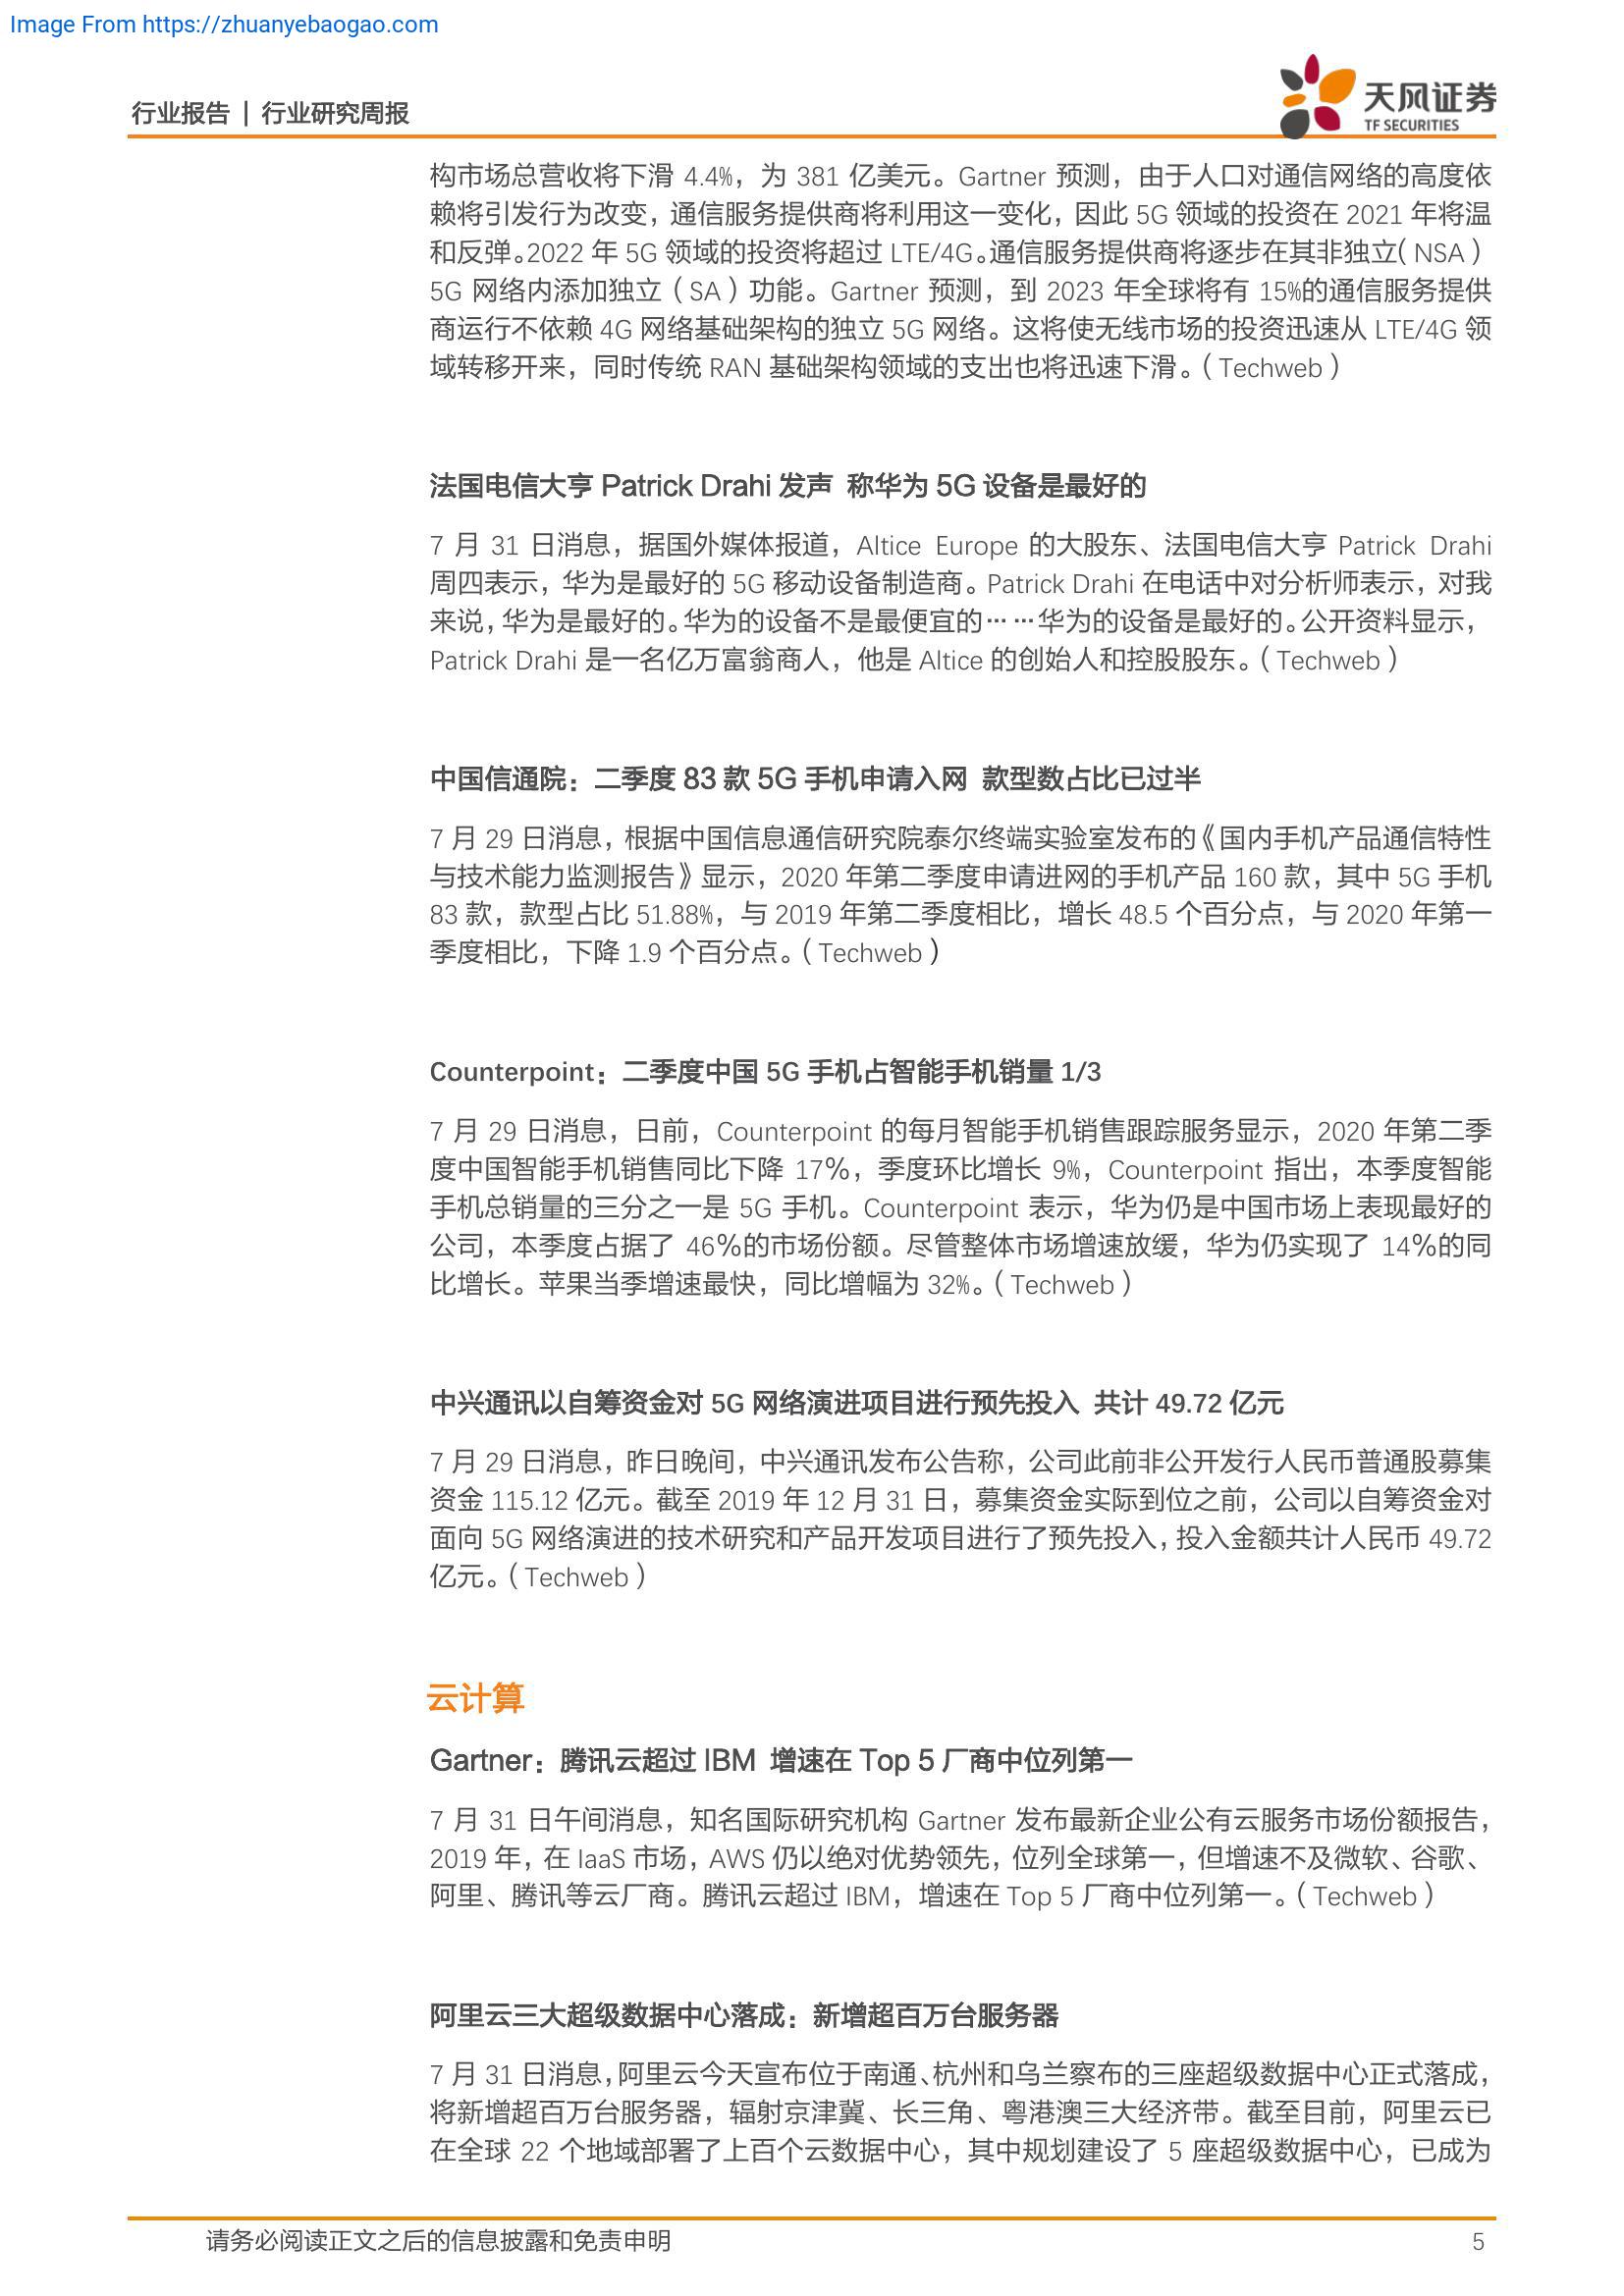 Image From https://zhuanyebaogao.com
行业报告 | 行业研究周报
天风证券
TF SECURITIES
构市场总营收将下滑 4.4%，为 381 亿美元。Gartner 预测，由于人口对通信网络的高度依
赖将引发行为改变，通信服务提供商将利用这一变化，因此 5G 领域的投资在 2021 年将温
和反弹。2022 年 5G 领域的投资将超过 LTE/4G。通信服务提供商将逐步在其非独立（NSA）
5G 网络内添加独立（SA）功能。Gartner 预测，到 2023 年全球将有 15%的通信服务提供
商运行不依赖 4G 网络基础架构的独立 5G 网络。这将使无线市场的投资迅速从 LTE/4G 领
域转移开来，同时传统 RAN 基础架构领域的支出也将迅速下滑。（Techweb）
法国电信大亨 Patrick Drahi 发声 称华为 5G 设备是最好的
7 月 31 日消息，据国外媒体报道，Altice Europe 的大股东、法国电信大亨 Patrick Drahi
周四表示，华为是最好的 5G 移动设备制造商。Patrick Drahi 在电话中对分析师表示，对我
来说，华为是最好的。华为的设备不是最便宜的……华为的设备是最好的。公开资料显示，
Patrick Drahi 是一名亿万富翁商人，他是 Altice 的创始人和控股股东。（Techweb）
中国信通院：二季度 83 款 5G 手机申请入网 款型数占比已过半
7 月 29 日消息，根据中国信息通信研究院泰尔终端实验室发布的《国内手机产品通信特性
与技术能力监测报告》显示，2020 年第二季度申请进网的手机产品 160 款，其中 5G 手机
83 款，款型占比 51.88%，与 2019 年第二季度相比，增长 48.5 个百分点，与 2020 年第一
季度相比，下降 1.9 个百分点。（Techweb）
Counterpoint：二季度中国 5G 手机占智能手机销量 1/3
7 月 29 日消息，日前，Counterpoint 的每月智能手机销售跟踪服务显示，2020 年第二季
度中国智能手机销售同比下降 17%，季度环比增长 9%，Counterpoint 指出，本季度智能
手机总销量的三分之一是 5G 手机。Counterpoint 表示，华为仍是中国市场上表现最好的
公司，本季度占据了 46%的市场份额。尽管整体市场增速放缓，华为仍实现了 14%的同
比增长。苹果当季增速最快，同比增幅为 32%。（Techweb）
中兴通讯以自筹资金对 5G 网络演进项目进行预先投入 共计 49.72 亿元
7 月 29 日消息，昨日晚间，中兴通讯发布公告称，公司此前非公开发行人民币普通股募集
资金 115.12 亿元。截至 2019 年 12 月 31 日，募集资金实际到位之前，公司以自筹资金对
面向 5G 网络演进的技术研究和产品开发项目进行了预先投入，投入金额共计人民币 49.72
亿元。（Techweb）
云计算
Gartner：腾讯云超过 IBM 增速在 Top 5 厂商中位列第一
7 月 31 日午间消息，知名国际研究机构 Gartner 发布最新企业公有云服务市场份额报告，
2019 年，在 IaaS 市场，AWS 仍以绝对优势领先，位列全球第一，但增速不及微软、谷歌、
阿里、腾讯等云厂商。腾讯云超过 IBM，增速在 Top 5 厂商中位列第一。（Techweb）
阿里云三大超级数据中心落成：新增超百万台服务器
7 月 31 日消息，阿里云今天宣布位于南通、杭州和乌兰察布的三座超级数据中心正式落成，
将新增超百万台服务器，辐射京津冀、长三角、粤港澳三大经济带。截至目前，阿里云已
在全球 22 个地域部署了上百个云数据中心，其中规划建设了 5 座超级数据中心，已成为
请务必阅读正文之后的信息披露和免责申明
5